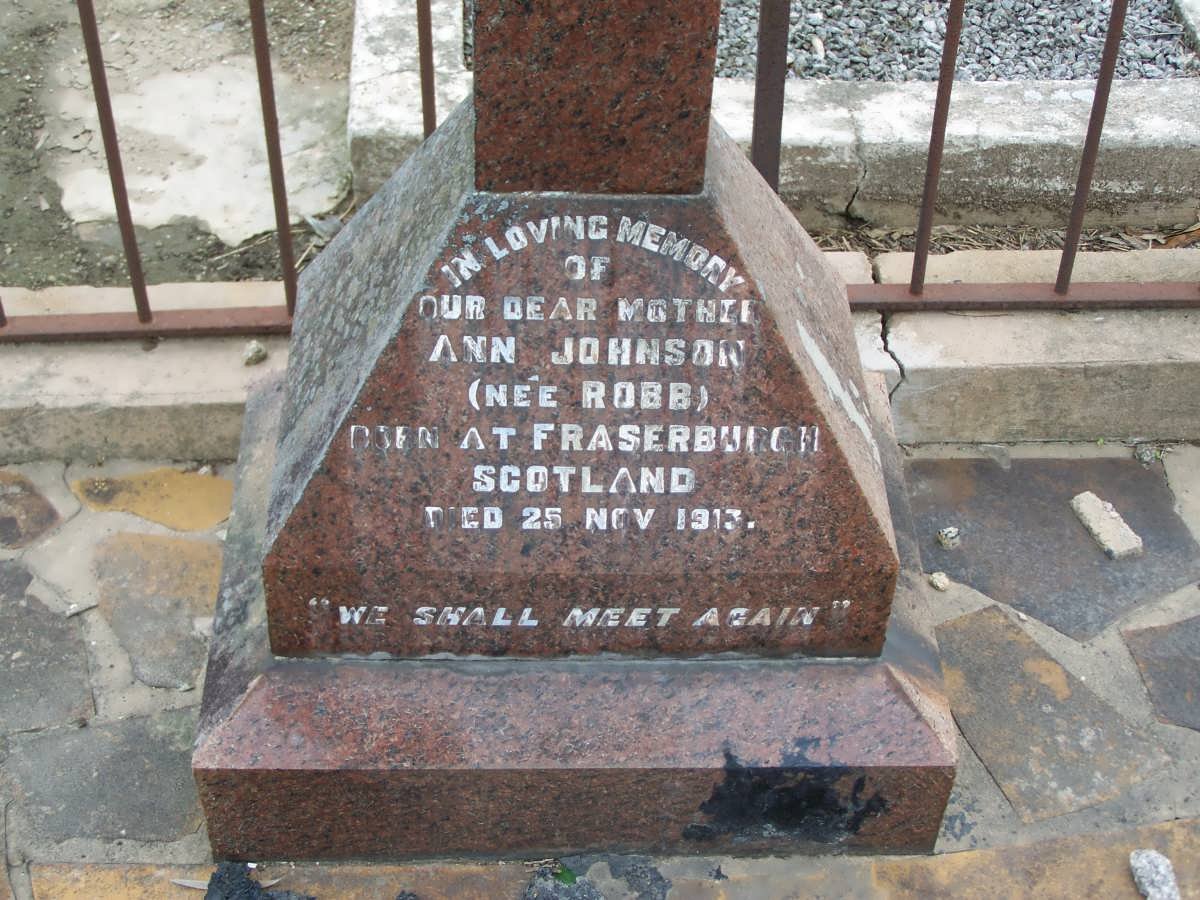 IN LOVING MEMORY
OF
OUR DEAR MOTHER
ANN JOHNSON
(NÉE ROBB)
BORN AT FRASERBURGH
SCOTLAND
DIED 25 NOV 1913.
"WE SHALL MEET AGAIN"